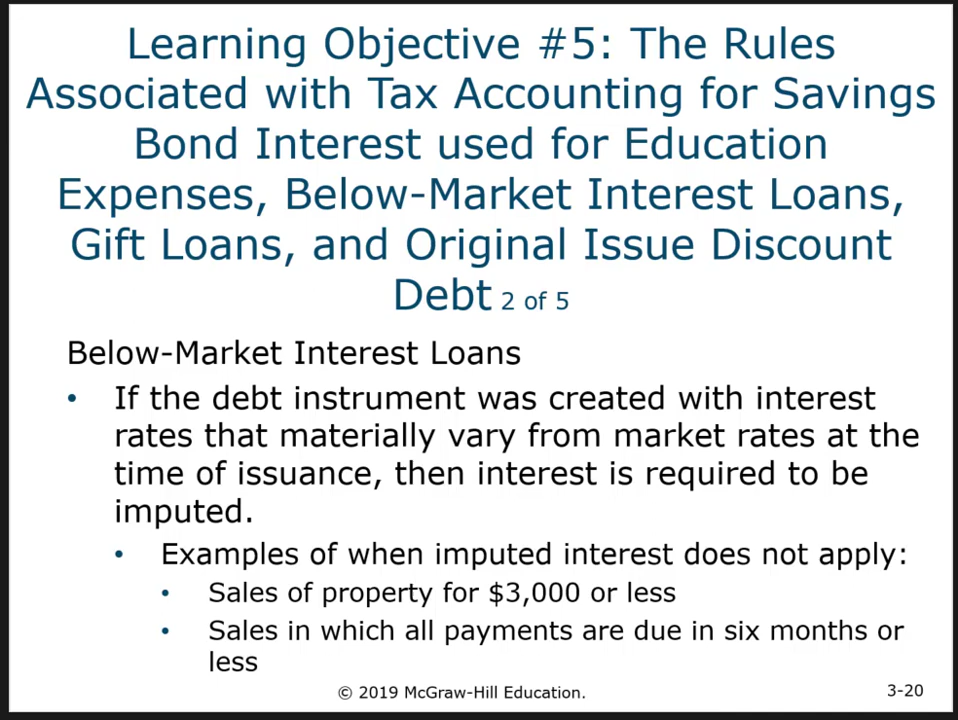 Learning Objective #5: The Rules
Associated with Tax Accounting for Savings
Bond Interest used for Education
Expenses, Below-Market Interest Loans,
Gift Loans, and Original Issue Discount
Debt 2 of 5
Below-Market Interest Loans
• If the debt instrument was created with interest
rates that materially vary from market rates at the
time of issuance, then interest is required to be
imputed.
• Examples of when imputed interest does not apply:
• Sales of property for $3,000 or less
• Sales in which all payments are due in six months or
less
© 2019 McGraw-Hill Education.
3-20